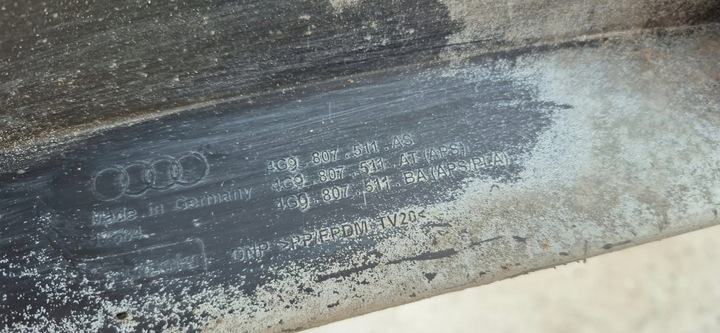 4G9. 807. 511. AS
4G9. 807. 511. AT (APS)
4G9. 807. 511. BA (APS/PLA)
Made in Germany
DNP >PP/EPDM TV20<